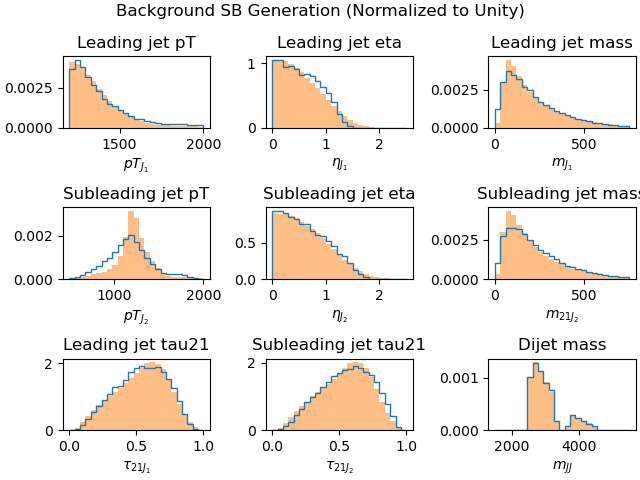 Background SB Generation (Normalized to Unity)
Leading jet pT
Leading jet eta
Leading jet mass
0.0025
0.0000
1500
2000
pT_{J_1}
1
0
0
1
2
η_{J_1}
0.0025
0.0000
0
500
m_{J_1}
Subleading jet pT
Subleading jet eta
Subleading jet mass
0.002
0.000
1000
2000
pT_{J_2}
0.5
0.0
0
1
2
η_{J_2}
0.0025
0.0000
0
500
m_{21J_2}
Leading jet tau21
Subleading jet tau21
Dijet mass
2
0
0.0
0.5
1.0
τ_{21J_1}
2
0
0.0
0.5
1.0
τ_{21J_2}
0.001
0.000
2000
4000
m_{JJ}